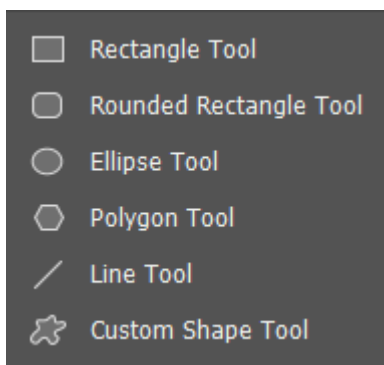 Rectangle Tool
Rounded Rectangle Tool
Ellipse Tool
Polygon Tool
Line Tool
Custom Shape Tool